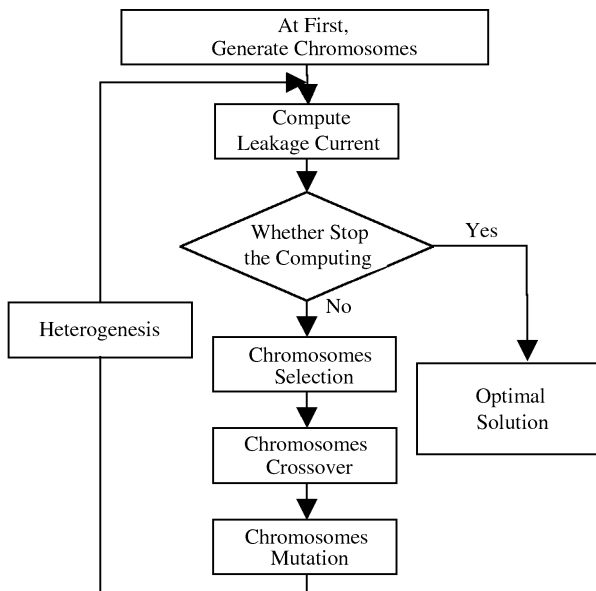 At First,
Generate Chromosomes
Compute
Leakage Current
Whether Stop
the Computing
Yes
No
Heterogenesis
Chromosomes
Selection
Optimal
Solution
Chromosomes
Crossover
Chromosomes
Mutation